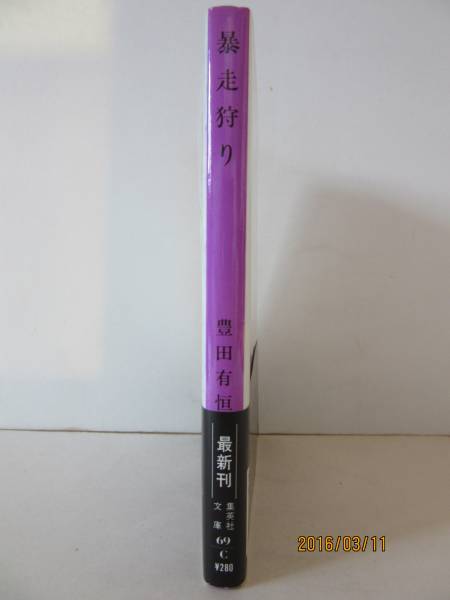 暴走狩り
豊田有恒
最新刊
集英社
文庫
69
C
¥280
2016/03/11